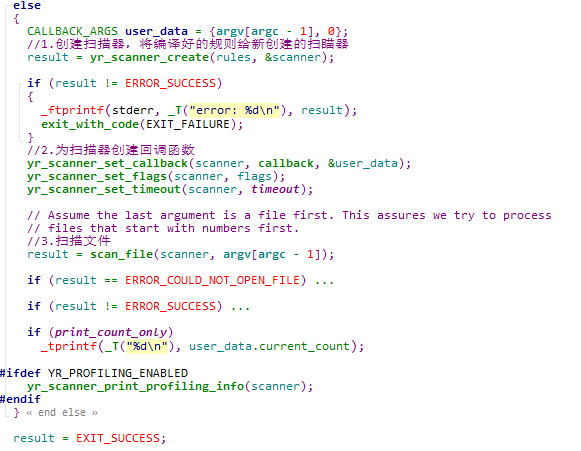 else
{
CALLBACK_ARGS user_data = {argv[argc - 1], 0};
//1.创建扫描器，将编译好的规则给新创建的扫瞄器
result = yr_scanner_create(rules, &scanner);
if (result != ERROR_SUCCESS)
{
_ftprintf(stderr, _T("error: %d\n"), result);
exit_with_code(EXIT_FAILURE);
}
//2.为扫描器创建回调函数
yr_scanner_set_callback(scanner, callback, &user_data);
yr_scanner_set_flags(scanner, flags);
yr_scanner_set_timeout(scanner, timeout);
// Assume the last argument is a file first. This assures we try to process
// files that start with numbers first.
//3.扫描文件
result = scan_file(scanner, argv[argc - 1]);
if (result == ERROR_COULD_NOT_OPEN_FILE) ...
if (result != ERROR_SUCCESS) ...
if (print_count_only)
_tprintf(_T("%d\n"), user_data.current_count);
#ifdef YR_PROFILING_ENABLED
yr_scanner_print_profiling_info(scanner);
#endif
} « end else »
result = EXIT_SUCCESS;